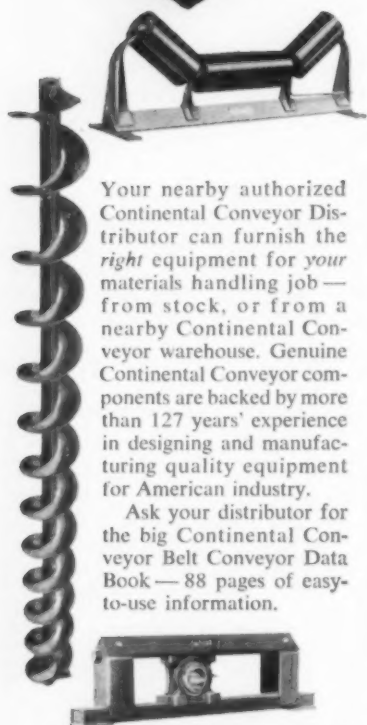 Your nearby authorized
Continental Conveyor Dis-
tributor can furnish the
right equipment for your
materials handling job —
from stock, or from a
nearby Continental Con-
veyor warehouse. Genuine
Continental Conveyor com-
ponents are backed by more
than 127 years' experience
in designing and manufac-
turing quality equipment
for American industry.
Ask your distributor for
the big Continental Con-
veyor Belt Conveyor Data
Book — 88 pages of easy-
to-use information.